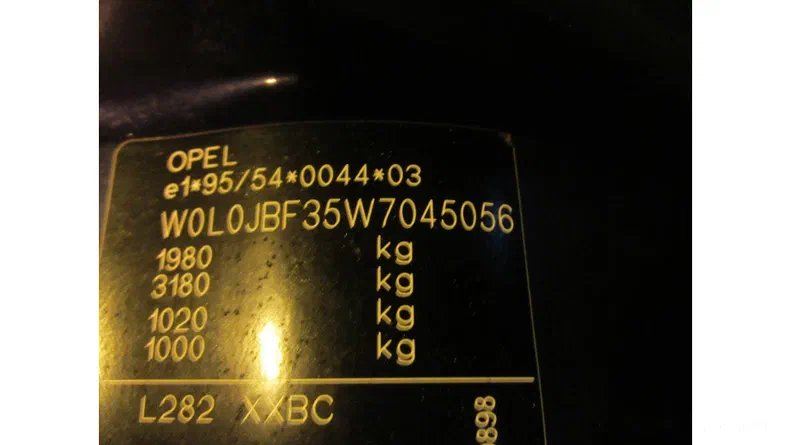 OPEL
e1*95/54*0044*03
W0L0JBF35W7045056
1980 kg
3180 kg
1020 kg
1000 kg
L282 XXBC
898